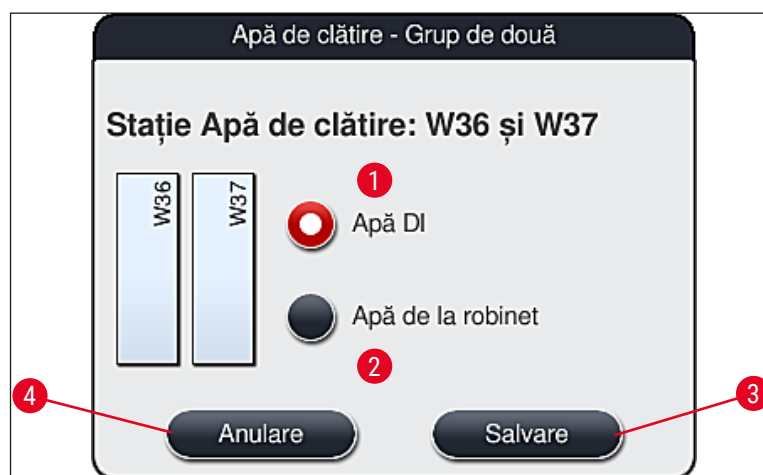 Apă de clătire - Grup de două
Stație Apă de clătire: W36 și W37
W36
W37
1
Apă DI
Apă de la robinet
2
4
3
Anulare
Salvare